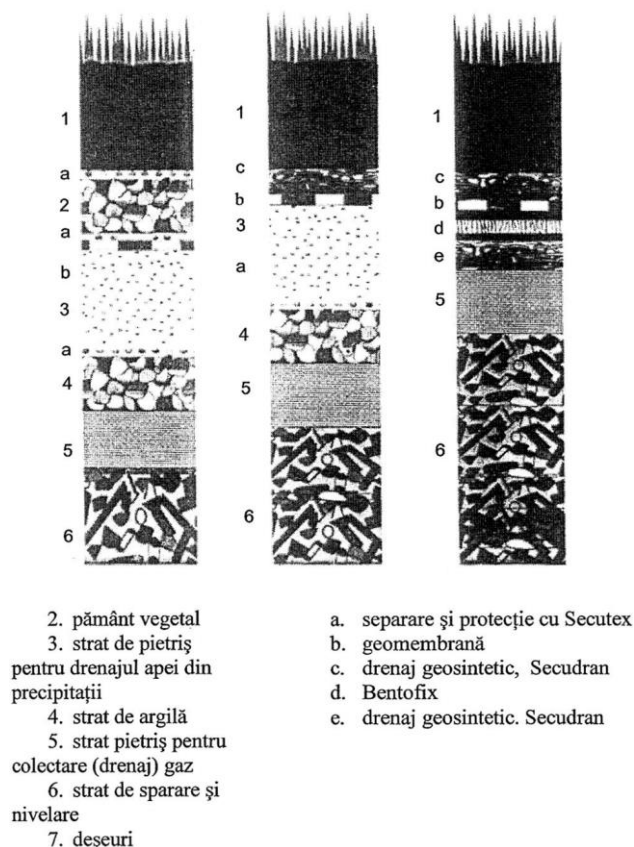 1
a
2
a
b
3
a
4
5
6
1
c
b
3
a
4
5
6
1
c
b
d
e
5
6
2. pământ vegetal
3. strat de pietriş
pentru drenajul apei din
precipitații
4. strat de argilă
5. strat pietriş pentru
colectare (drenaj) gaz
6. strat de sparare şi
nivelare
7. deseuri
a. separare şi protecție cu Secutex
b. geomembrană
c. drenaj geosintetic, Secudran
d. Bentofix
e. drenaj geosintetic. Secudran